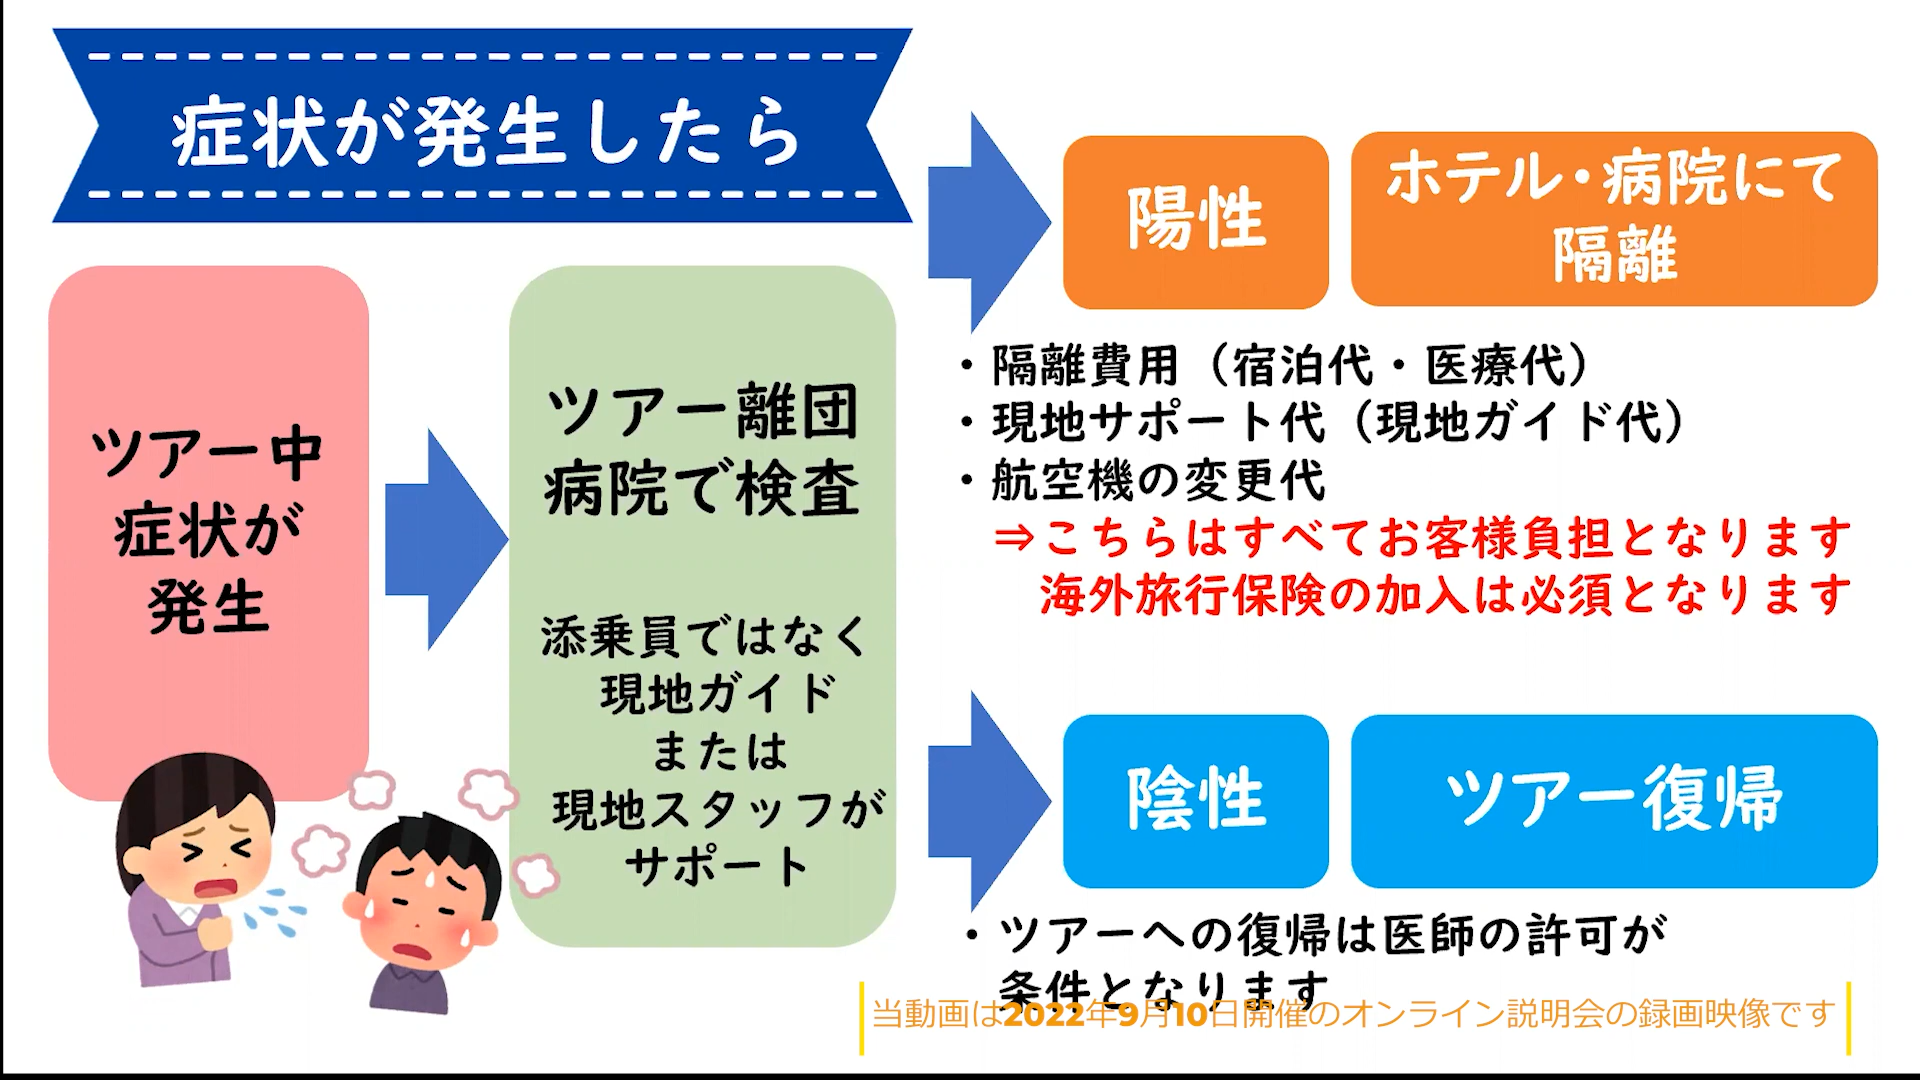 症状が発生したら
ツアー中
症状が
発生
ツアー離団
病院で検査
添乗員ではなく
現地ガイド
または
現地スタッフが
サポート
陽性
ホテル・病院にて
隔離
・隔離費用（宿泊代・医療代）
・現地サポート代（現地ガイド代）
・航空機の変更代
⇒こちらはすべてお客様負担となります
海外旅行保険の加入は必須となります
陰性
ツアー復帰
・ツアーへの復帰は医師の許可が
条件となります
当動画は2022年9月10日開催のオンライン説明会の録画映像です